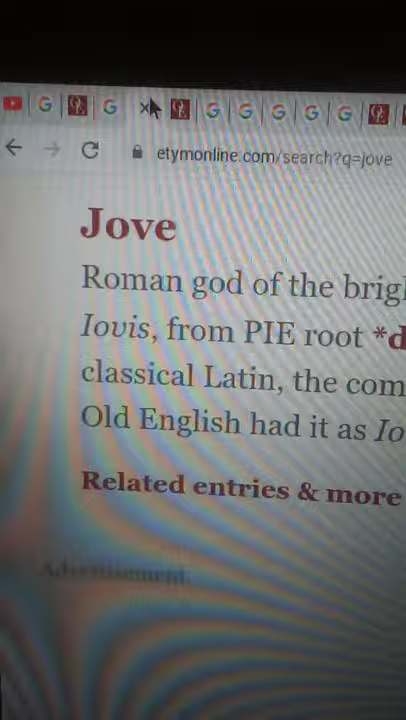 etymonline.com/search?q=jove
Jove
Roman god of the brigh
Iovis, from PIE root *d
classical Latin, the com
Old English had it as Io
Related entries & more
Advertisement